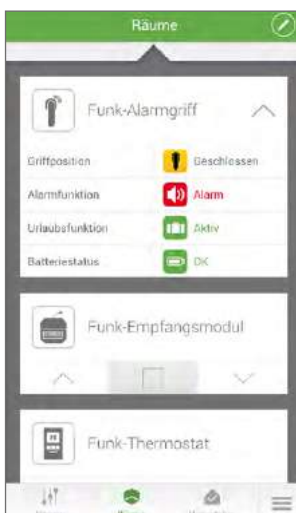 Räume
Funk-Alarmgriff
Griffposition Geschlossen
Alarmfunktion Alarm
Urlaubsfunktion Aktiv
Batteriestatus OK
Funk-Empfangsmodul
Funk-Thermostat